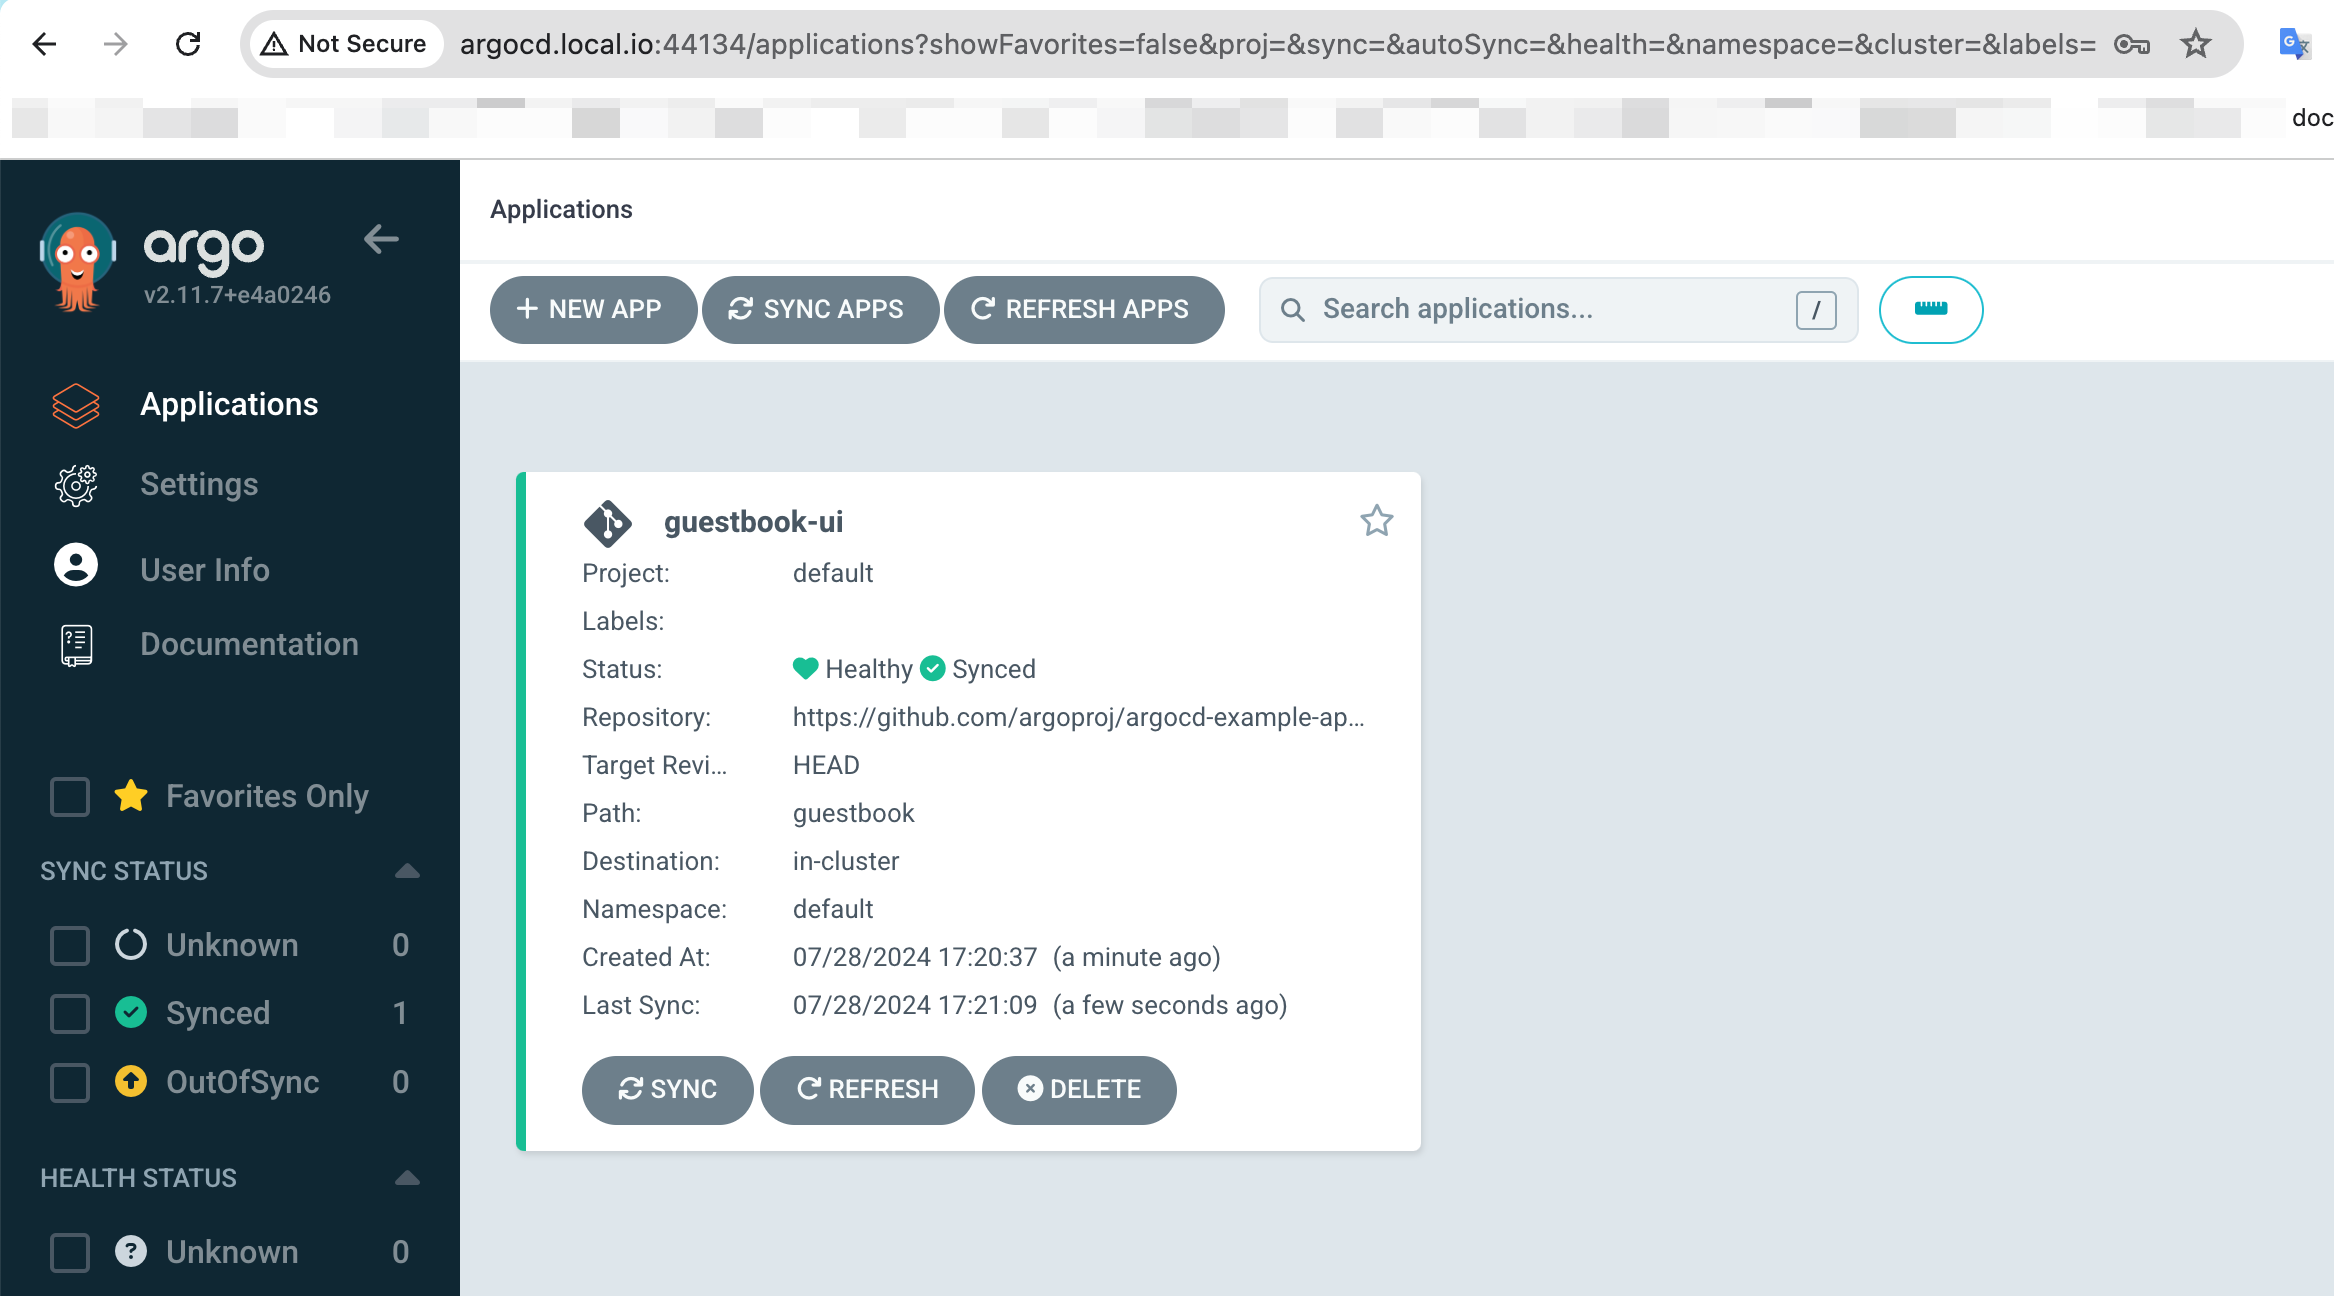 Not Secure argocd.local.io:44134/applications?showFavorites=false&proj=&sync=&autoSync=&health=&namespace=&cluster=&labels=
doc
argo
v2.11.7+e4a0246
Applications
Settings
User Info
Documentation
Favorites Only
SYNC STATUS
Unknown 0
Synced 1
OutOfSync 0
HEALTH STATUS
Unknown 0
Applications
+ NEW APP SYNC APPS REFRESH APPS Search applications... /
guestbook-ui
Project: default
Labels:
Status: Healthy Synced
Repository: https://github.com/argoproj/argocd-example-ap...
Target Revi... HEAD
Path: guestbook
Destination: in-cluster
Namespace: default
Created At: 07/28/2024 17:20:37 (a minute ago)
Last Sync: 07/28/2024 17:21:09 (a few seconds ago)
SYNC REFRESH DELETE